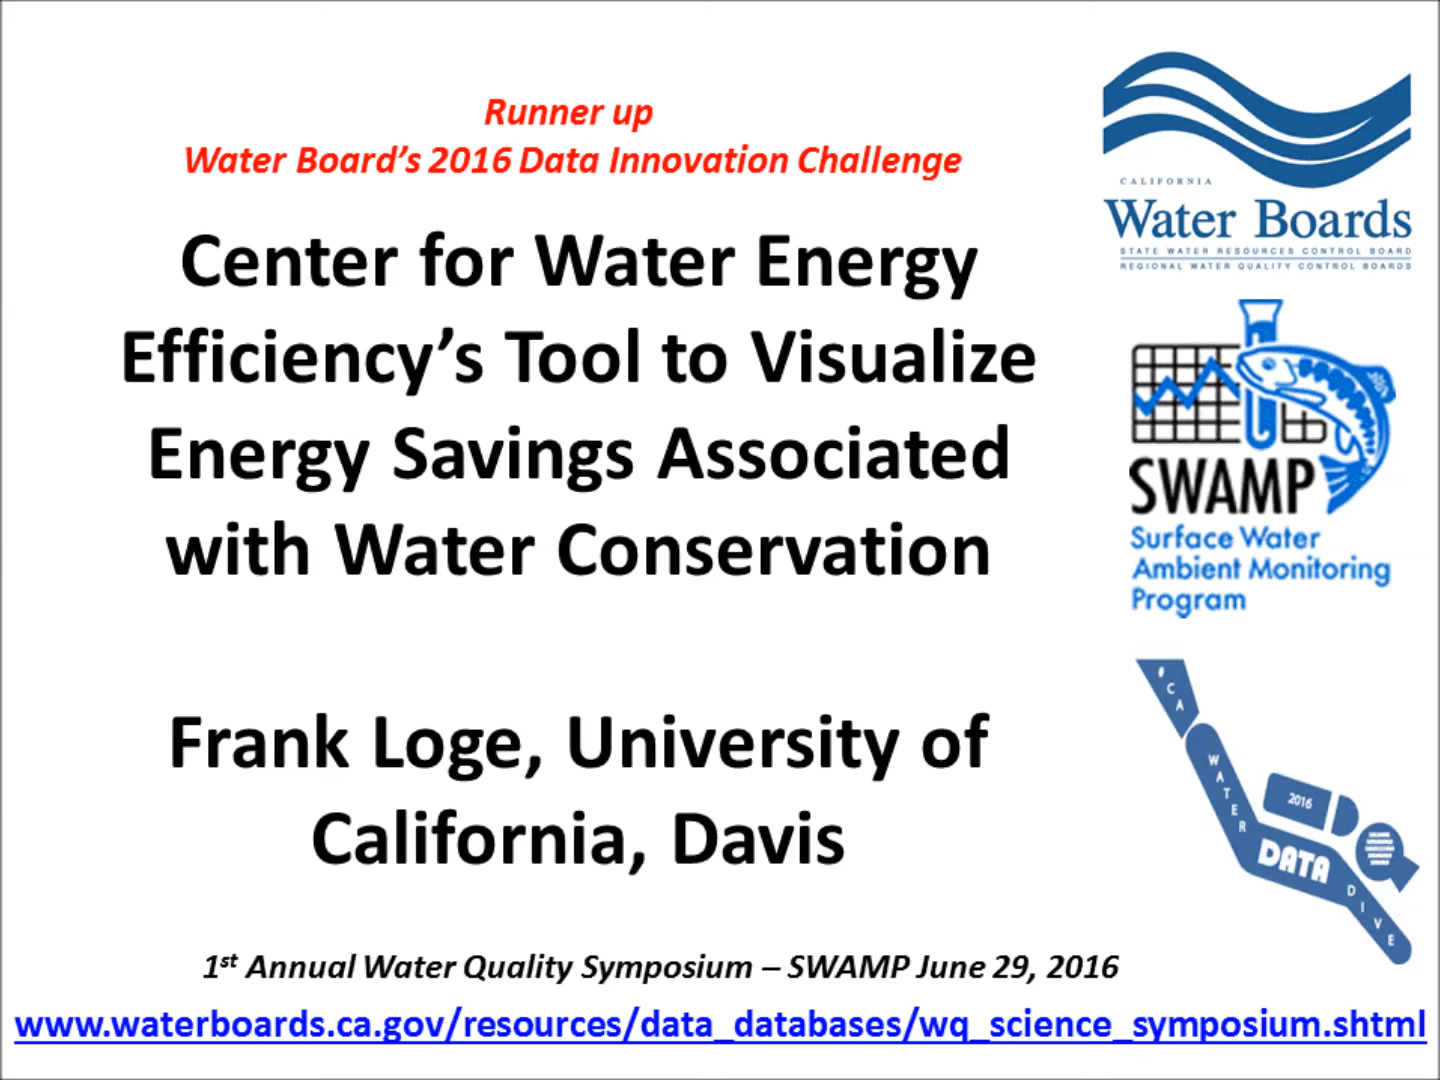 Runner up
Water Board's 2016 Data Innovation Challenge
Center for Water Energy
Efficiency's Tool to Visualize
Energy Savings Associated
with Water Conservation
Frank Loge, University of
California, Davis
1st Annual Water Quality Symposium – SWAMP June 29, 2016
www.waterboards.ca.gov/resources/data_databases/wq_science_symposium.shtml
CALIFORNIA
Water Boards
STATE WATER RESOURCES CONTROL BOARD
REGIONAL WATER QUALITY CONTROL BOARDS
SWAMP
Surface Water
Ambient Monitoring
Program
CA
WATER
2016
DATA
DIVE